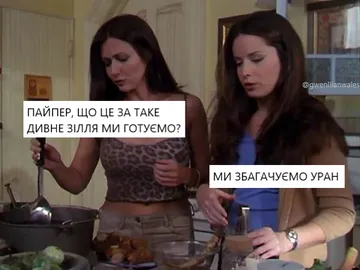 @gwenllianwales
ПАЙПЕР, ЩО ЦЕ ЗА ТАКЕ
ДИВНЕ ЗІЛЛЯ МИ ГОТУЄМО?
МИ ЗБАГАЧУЄМО УРАН